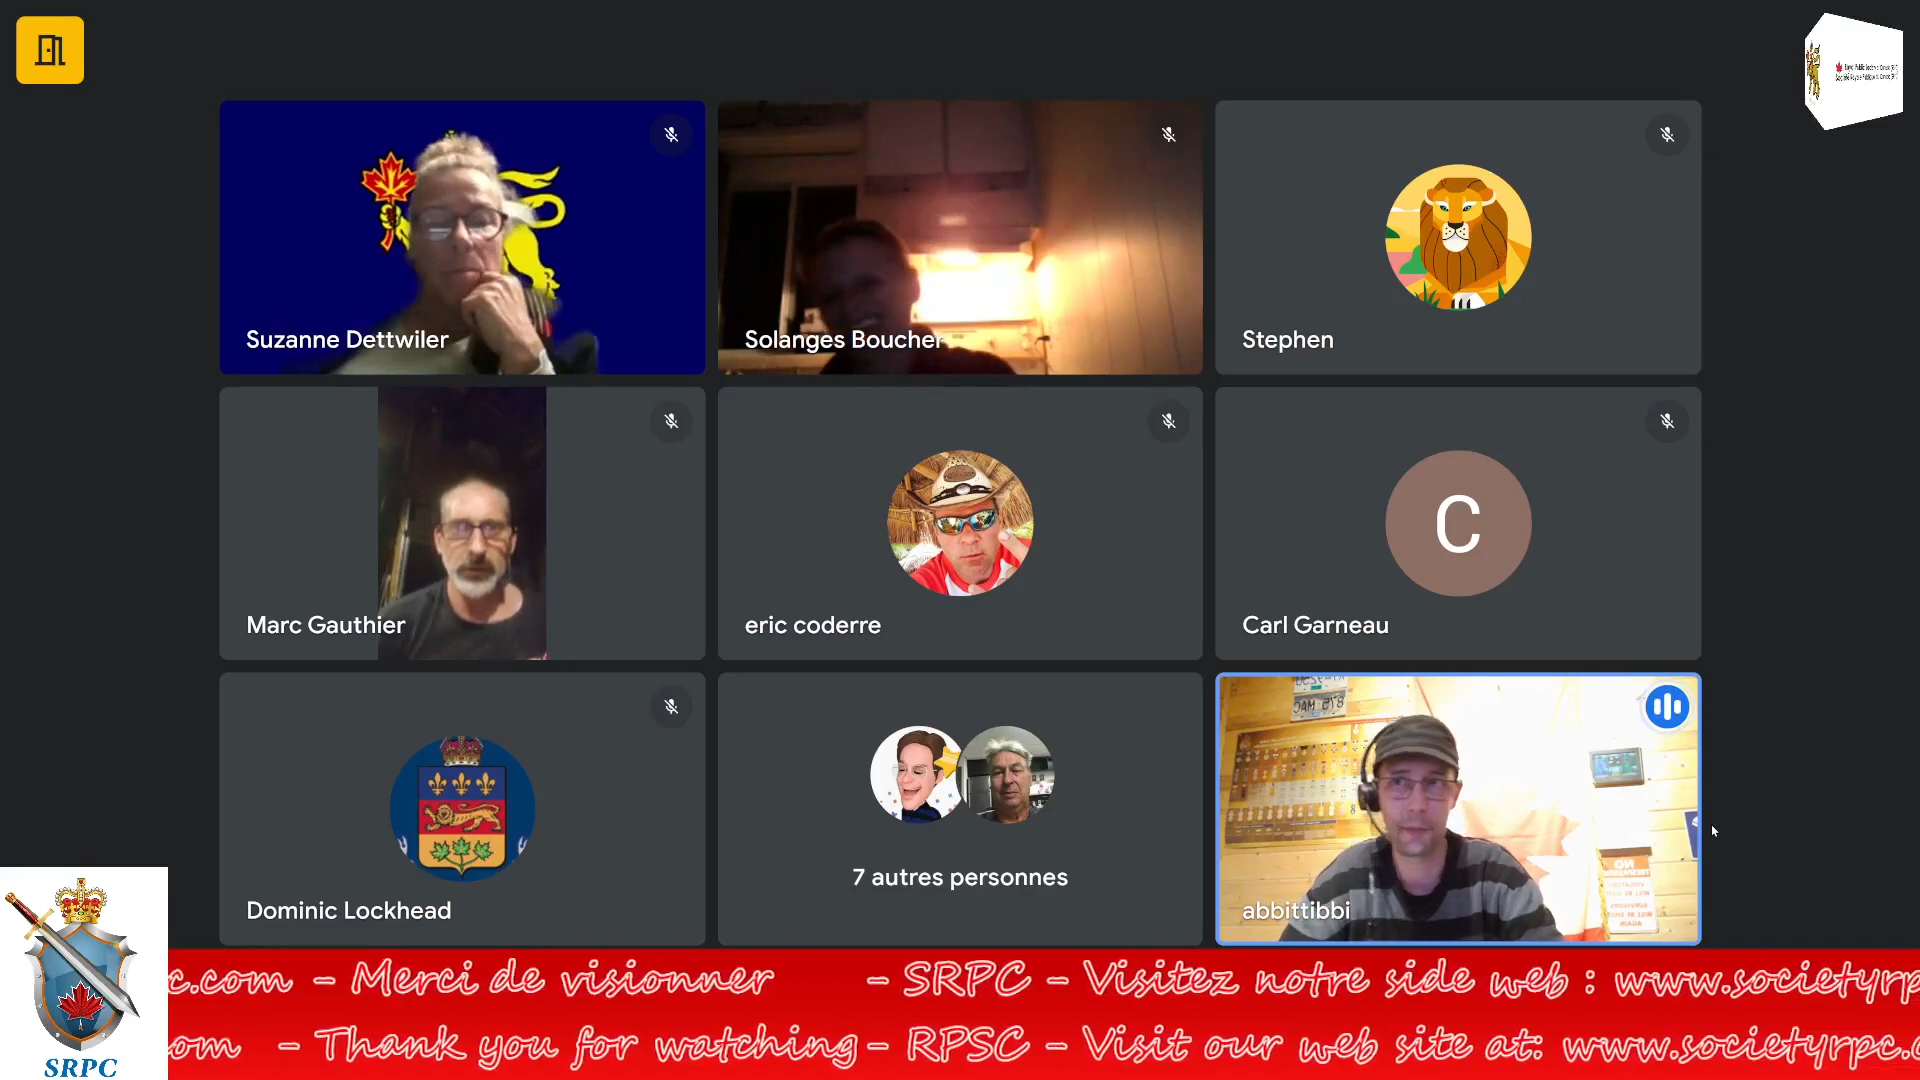 Suzanne Dettwiler
Solanges Boucher
Stephen
Marc Gauthier
eric coderre
C
Carl Garneau
Dominic Lockhead
7 autres personnes
abbittibbi
c.com - Merci de visionner - SRPC - Visitez notre side web : www.societyrp
om - Thank you for watching - RPSC - Visit our web site at: www.societyrpc.c
SRPC